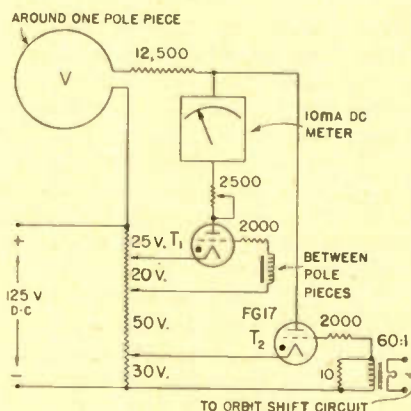 AROUND ONE POLE PIECE
12,500
V
10mA DC
METER
2500
T1
2000
25 V.
BETWEEN
POLE
PIECES
+
20 V.
125 V
D-C
50 V.
FG17
2000
60:1
T2
−
30 V.
10
TO ORBIT SHIFT CIRCUIT